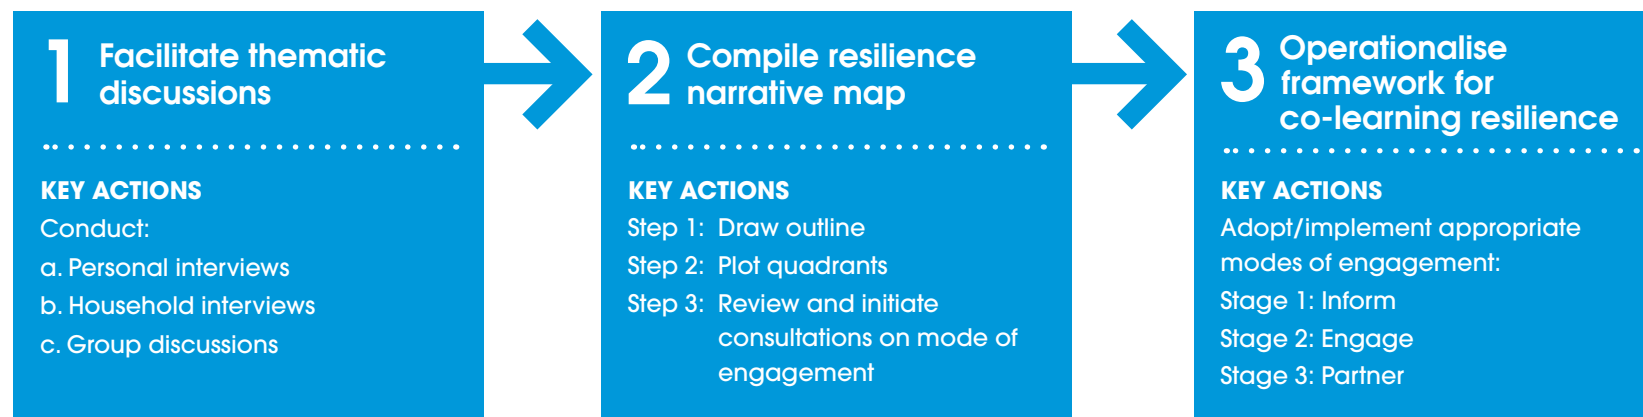 1 Facilitate thematic
discussions
KEY ACTIONS
Conduct:
a. Personal interviews
b. Household interviews
c. Group discussions
2 Compile resilience
narrative map
KEY ACTIONS
Step 1: Draw outline
Step 2: Plot quadrants
Step 3: Review and initiate
consultations on mode of
engagement
3 Operationalise
framework for
co-learning resilience
KEY ACTIONS
Adopt/implement appropriate
modes of engagement:
Stage 1: Inform
Stage 2: Engage
Stage 3: Partner